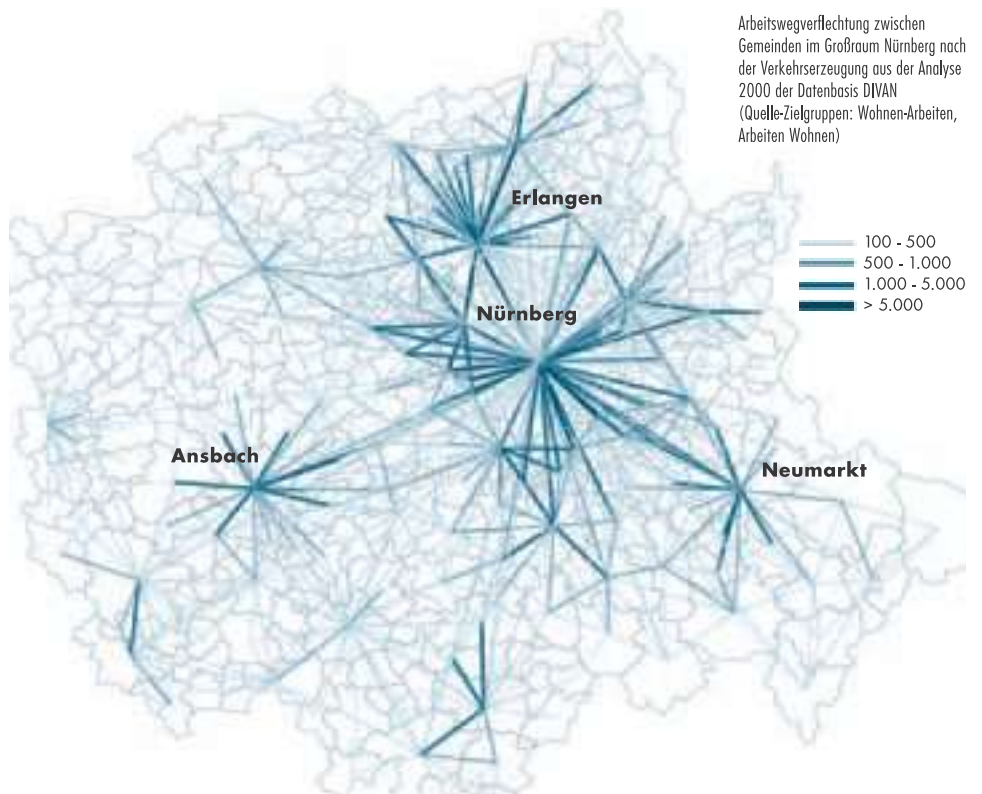 Arbeitswegverflechtung zwischen
Gemeinden im Großraum Nürnberg nach
der Verkehrserzeugung aus der Analyse
2000 der Datenbasis DIVAN
(Quelle-Zielgruppen: Wohnen-Arbeiten,
Arbeiten Wohnen)
Erlangen
100 - 500
500 - 1.000
1.000 - 5.000
> 5.000
Nürnberg
Ansbach
Neumarkt